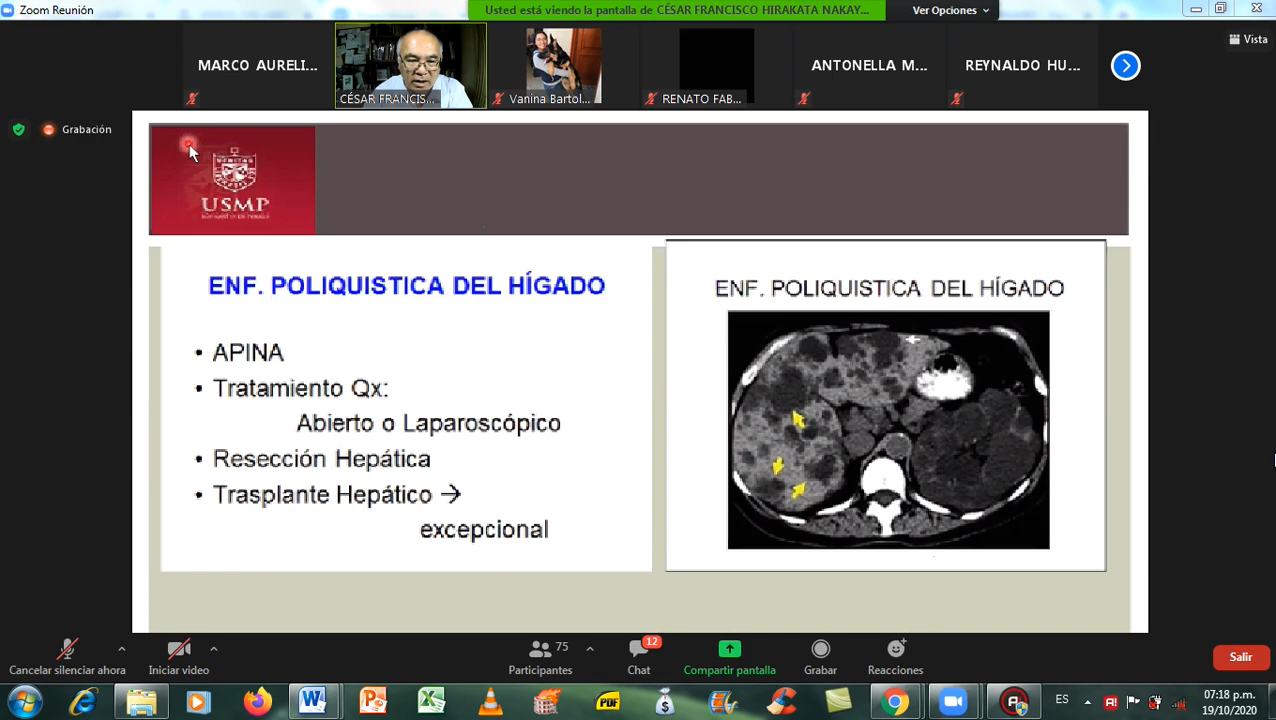 Zoom Reunión
Usted está viendo la pantalla de CÉSAR FRANCISCO HIRAKATA NAKAY...
Ver Opciones
Vista
MARCO AURELI...
CÉSAR FRANCIS...
Vanina Bartol...
RENATO FAB...
ANTONELLA M...
REYNALDO HU...
Grabación
USMP
ENF. POLIQUISTICA DEL HÍGADO
• APINA
• Tratamiento Qx:
Abierto o Laparoscópico
• Resección Hepática
• Trasplante Hepático →
excepcional
ENF. POLIQUISTICA DEL HÍGADO
Cancelar silenciar ahora
Iniciar video
75
Participantes
12
Chat
Compartir pantalla
Grabar
Reacciones
Salir
PDF
ES
07:18 p.m.
19/10/2020